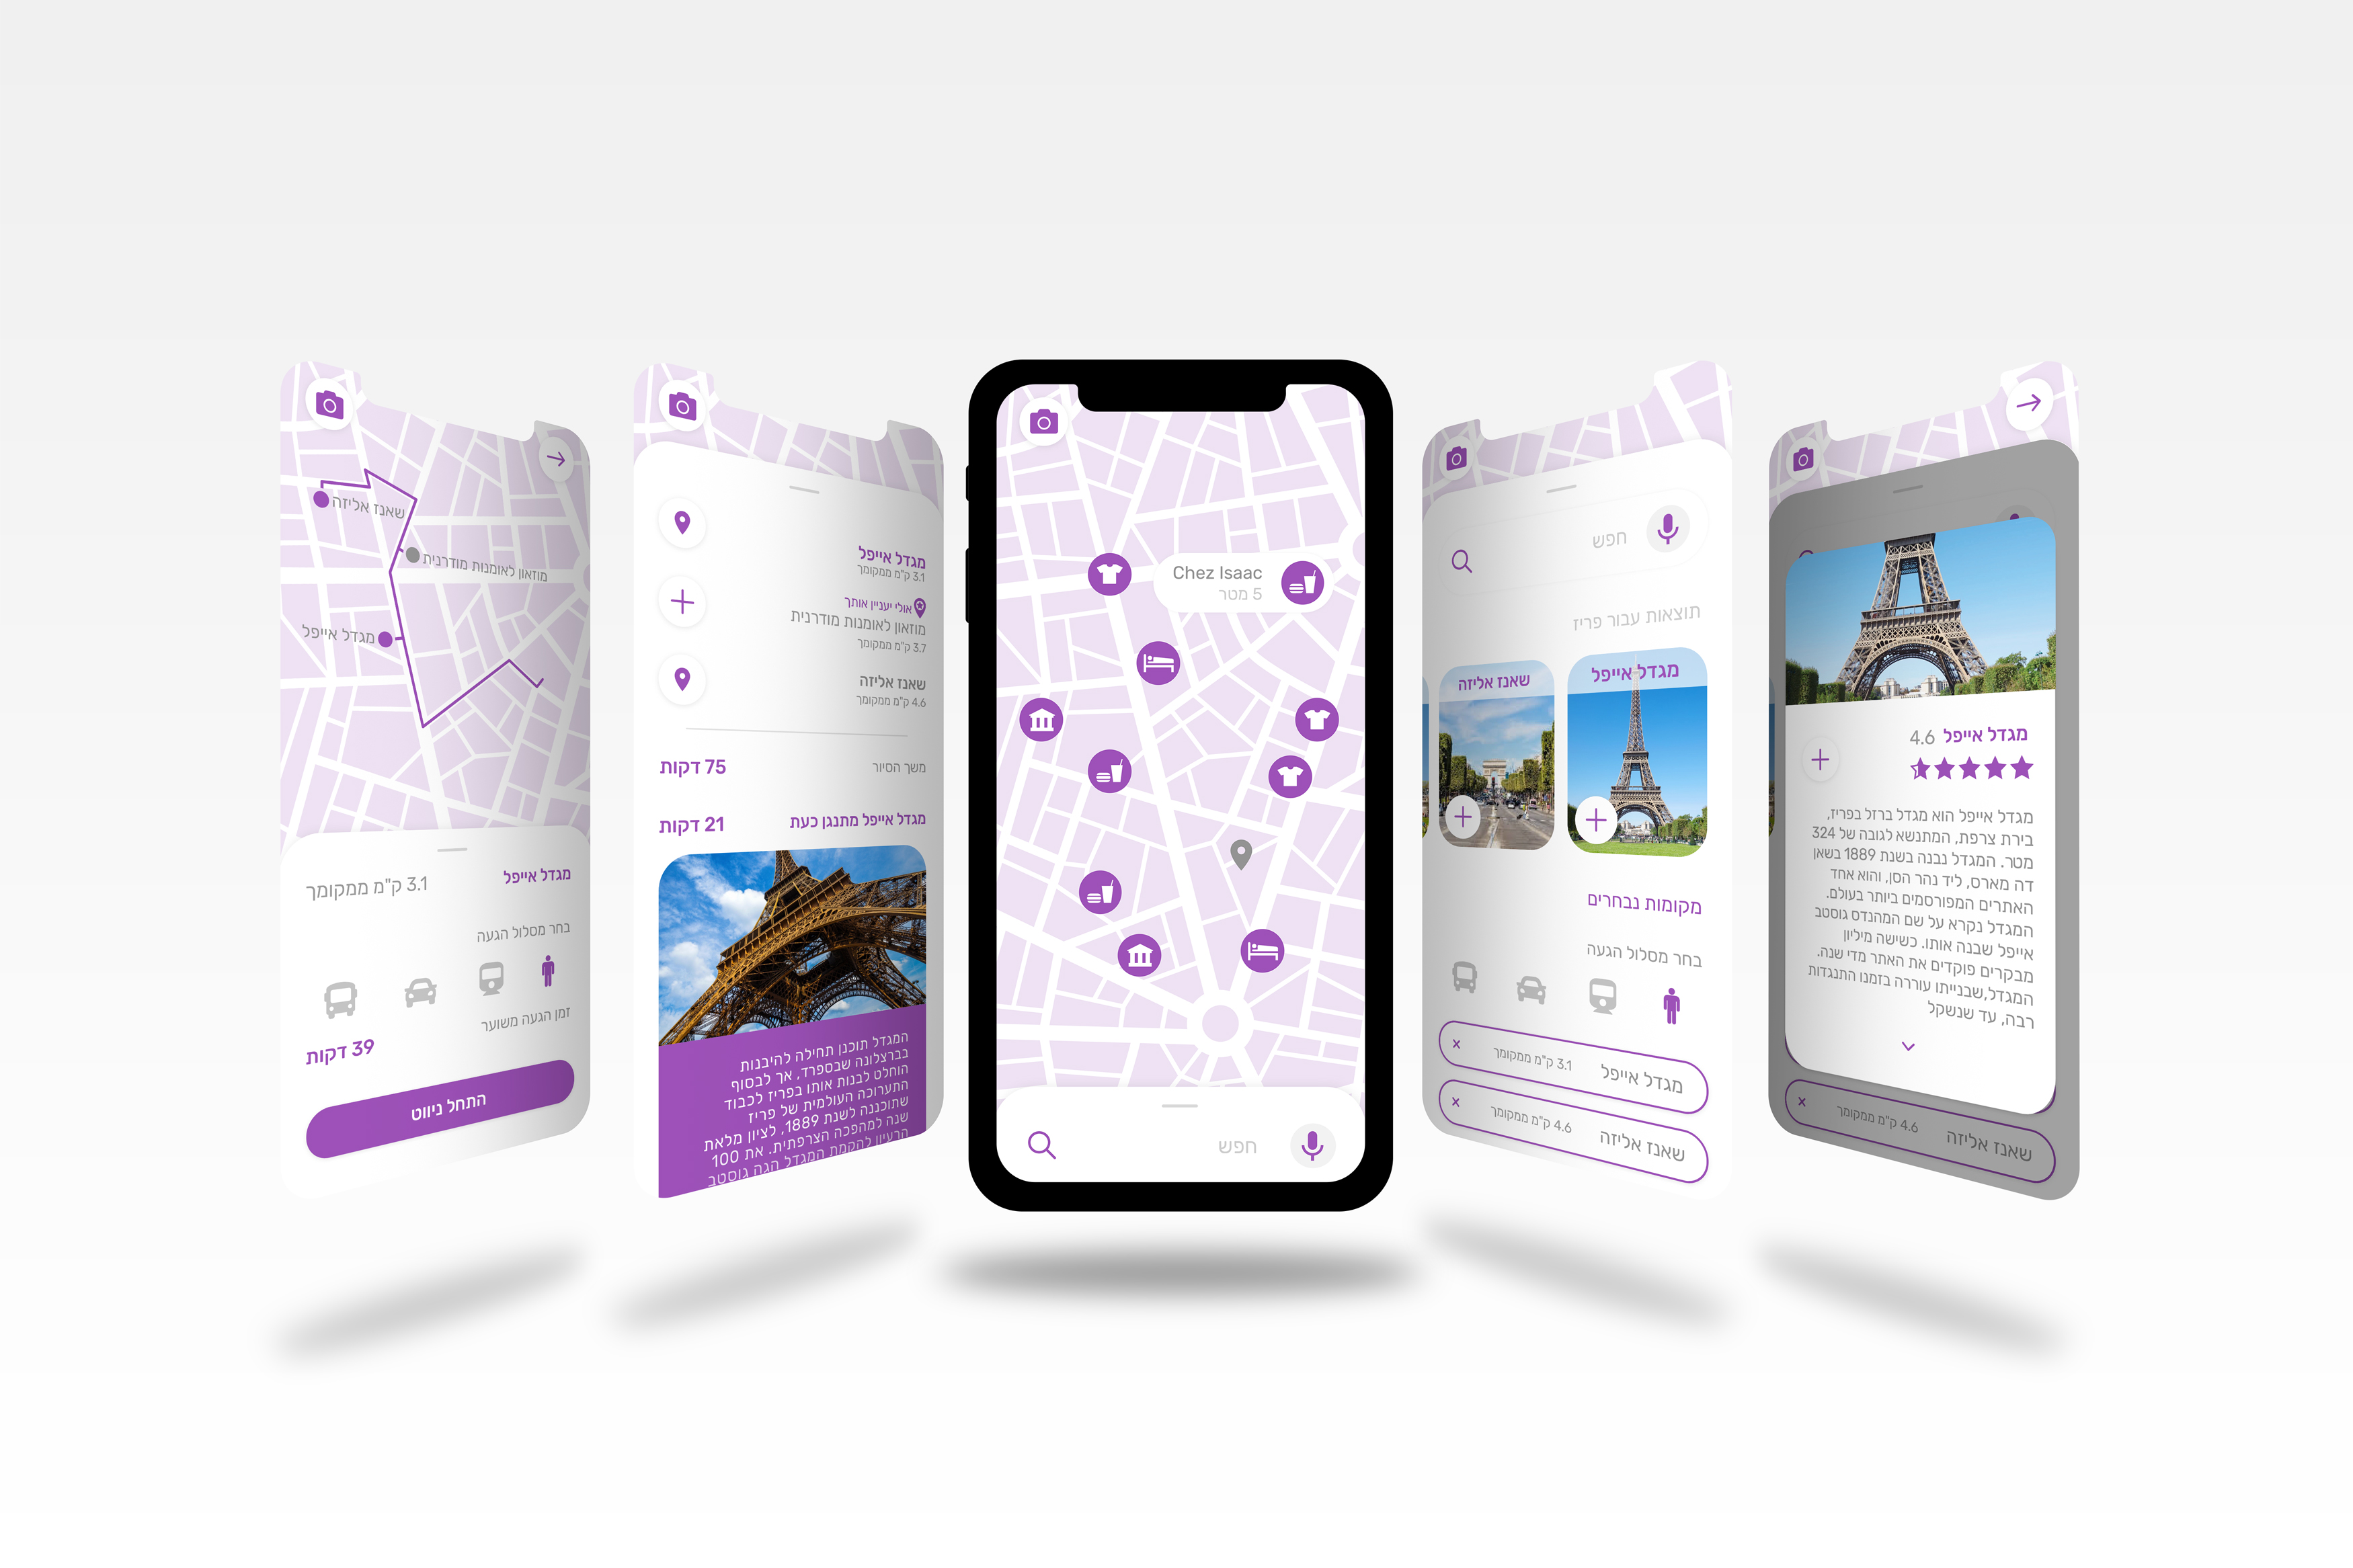 שאנז אליזה
מוזאון לאומנות מודרנית
מגדל אייפל
מגדל אייפל
3.1 ק"מ ממקומך
בחר מסלול הגעה
זמן הגעה משוער
39 דקות
התחל ניווט
מגדל אייפל
3.1 ק"מ ממקומך
אולי יעניין אותך
מוזאון לאומנות מודרנית
3.7 ק"מ ממקומך
שאנז אליזה
4.6 ק"מ ממקומך
משך הסיור
75 דקות
מגדל אייפל מתנגן כעת
21 דקות
המגדל תוכנן תחילה להיבנות
בברצלונה שבספרד, אך לבסוף
הוחלט לבנות אותו בפריז לכבוד
התערוכה העולמית של פריז
שתוכננה לשנת 1889, לציון מלאת
100 שנה למהפכה הצרפתית. את
הרעיון להקמת המגדל הגה גוסטב
Chez Isaac
5 מטר
חפש
חפש
תוצאות עבור פריז
מגדל אייפל
שאנז אליזה
מקומות נבחרים
בחר מסלול הגעה
מגדל אייפל
3.1 ק"מ ממקומך
שאנז אליזה
4.6 ק"מ ממקומך
מגדל אייפל 4.6
מגדל אייפל הוא מגדל ברזל בפריז,
בירת צרפת, המתנשא לגובה של 324
מטר. המגדל נבנה בשנת 1889 בשאן
דה מארס, ליד נהר הסן, והוא אחד
האתרים המפורסמים ביותר בעולם.
המגדל נקרא על שם המהנדס גוסטב
אייפל שבנה אותו. כשישה מיליון
מבקרים פוקדים את האתר מדי שנה.
המגדל,שבנייתו עוררה בזמנו התנגדות
רבה, עד שנשקל
שאנז אליזה
4.6 ק"מ ממקומך